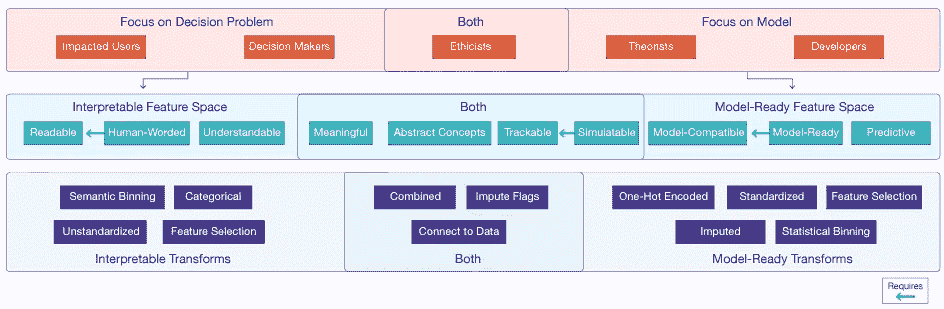 Focus on Decision Problem
Both
Focus on Model
Impacted Users
Decision Makers
Ethicists
Theorists
Developers
Interpretable Feature Space
Both
Model-Ready Feature Space
Readable
Human-Worded
Understandable
Meaningful
Abstract Concepts
Trackable
Simulatable
Model-Compatible
Model-Ready
Predictive
Semantic Binning
Categorical
Combined
Impute Flags
One-Hot Encoded
Standardized
Feature Selection
Unstandardized
Feature Selection
Connect to Data
Imputed
Statistical Binning
Interpretable Transforms
Both
Model-Ready Transforms
Requires